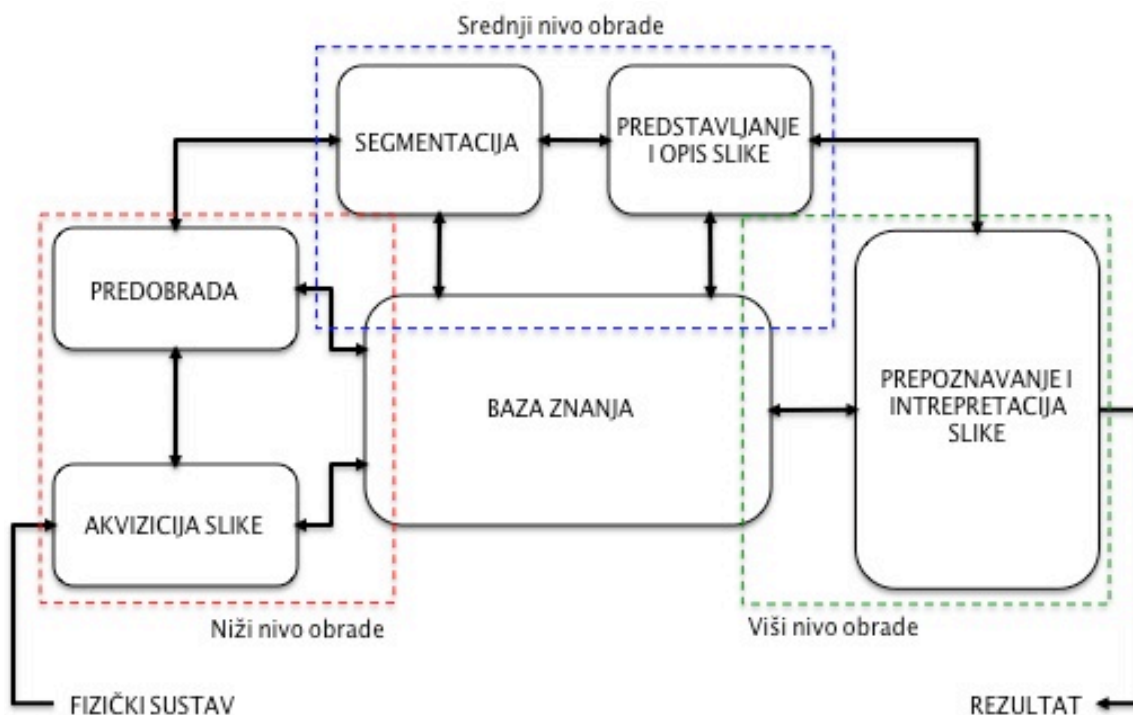 Srednji nivo obrade
SEGMENTACIJA
PREDSTAVLJANJE
I OPIS SLIKE
PREDOBRADA
BAZA ZNANJA
PREPOZNAVANJE I
INTREPRETACIJA
SLIKE
AKVIZICIJA SLIKE
Niži nivo obrade
Viši nivo obrade
FIZIČKI SUSTAV
REZULTAT